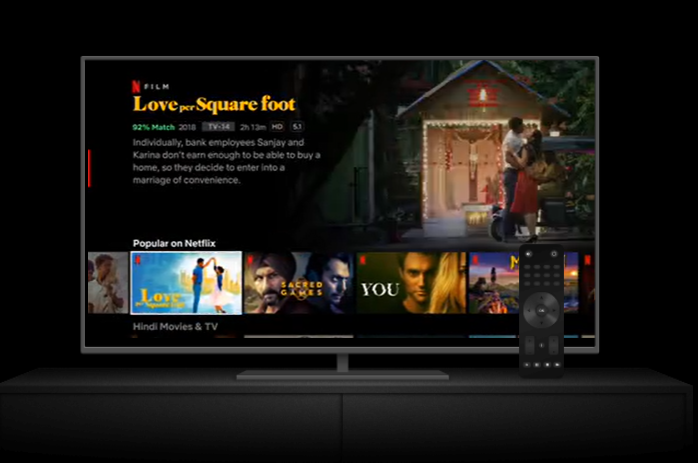 N FILM
Love per Square foot
92% Match 2018 TV-14 2h 13m HD 5.1
Individually, bank employees Sanjay and
Karina don't earn enough to be able to buy a
home, so they decide to enter into a
marriage of convenience.
Popular on Netflix
Love
per Square foot
SACRED
GAMES
YOU
Hindi Movies & TV